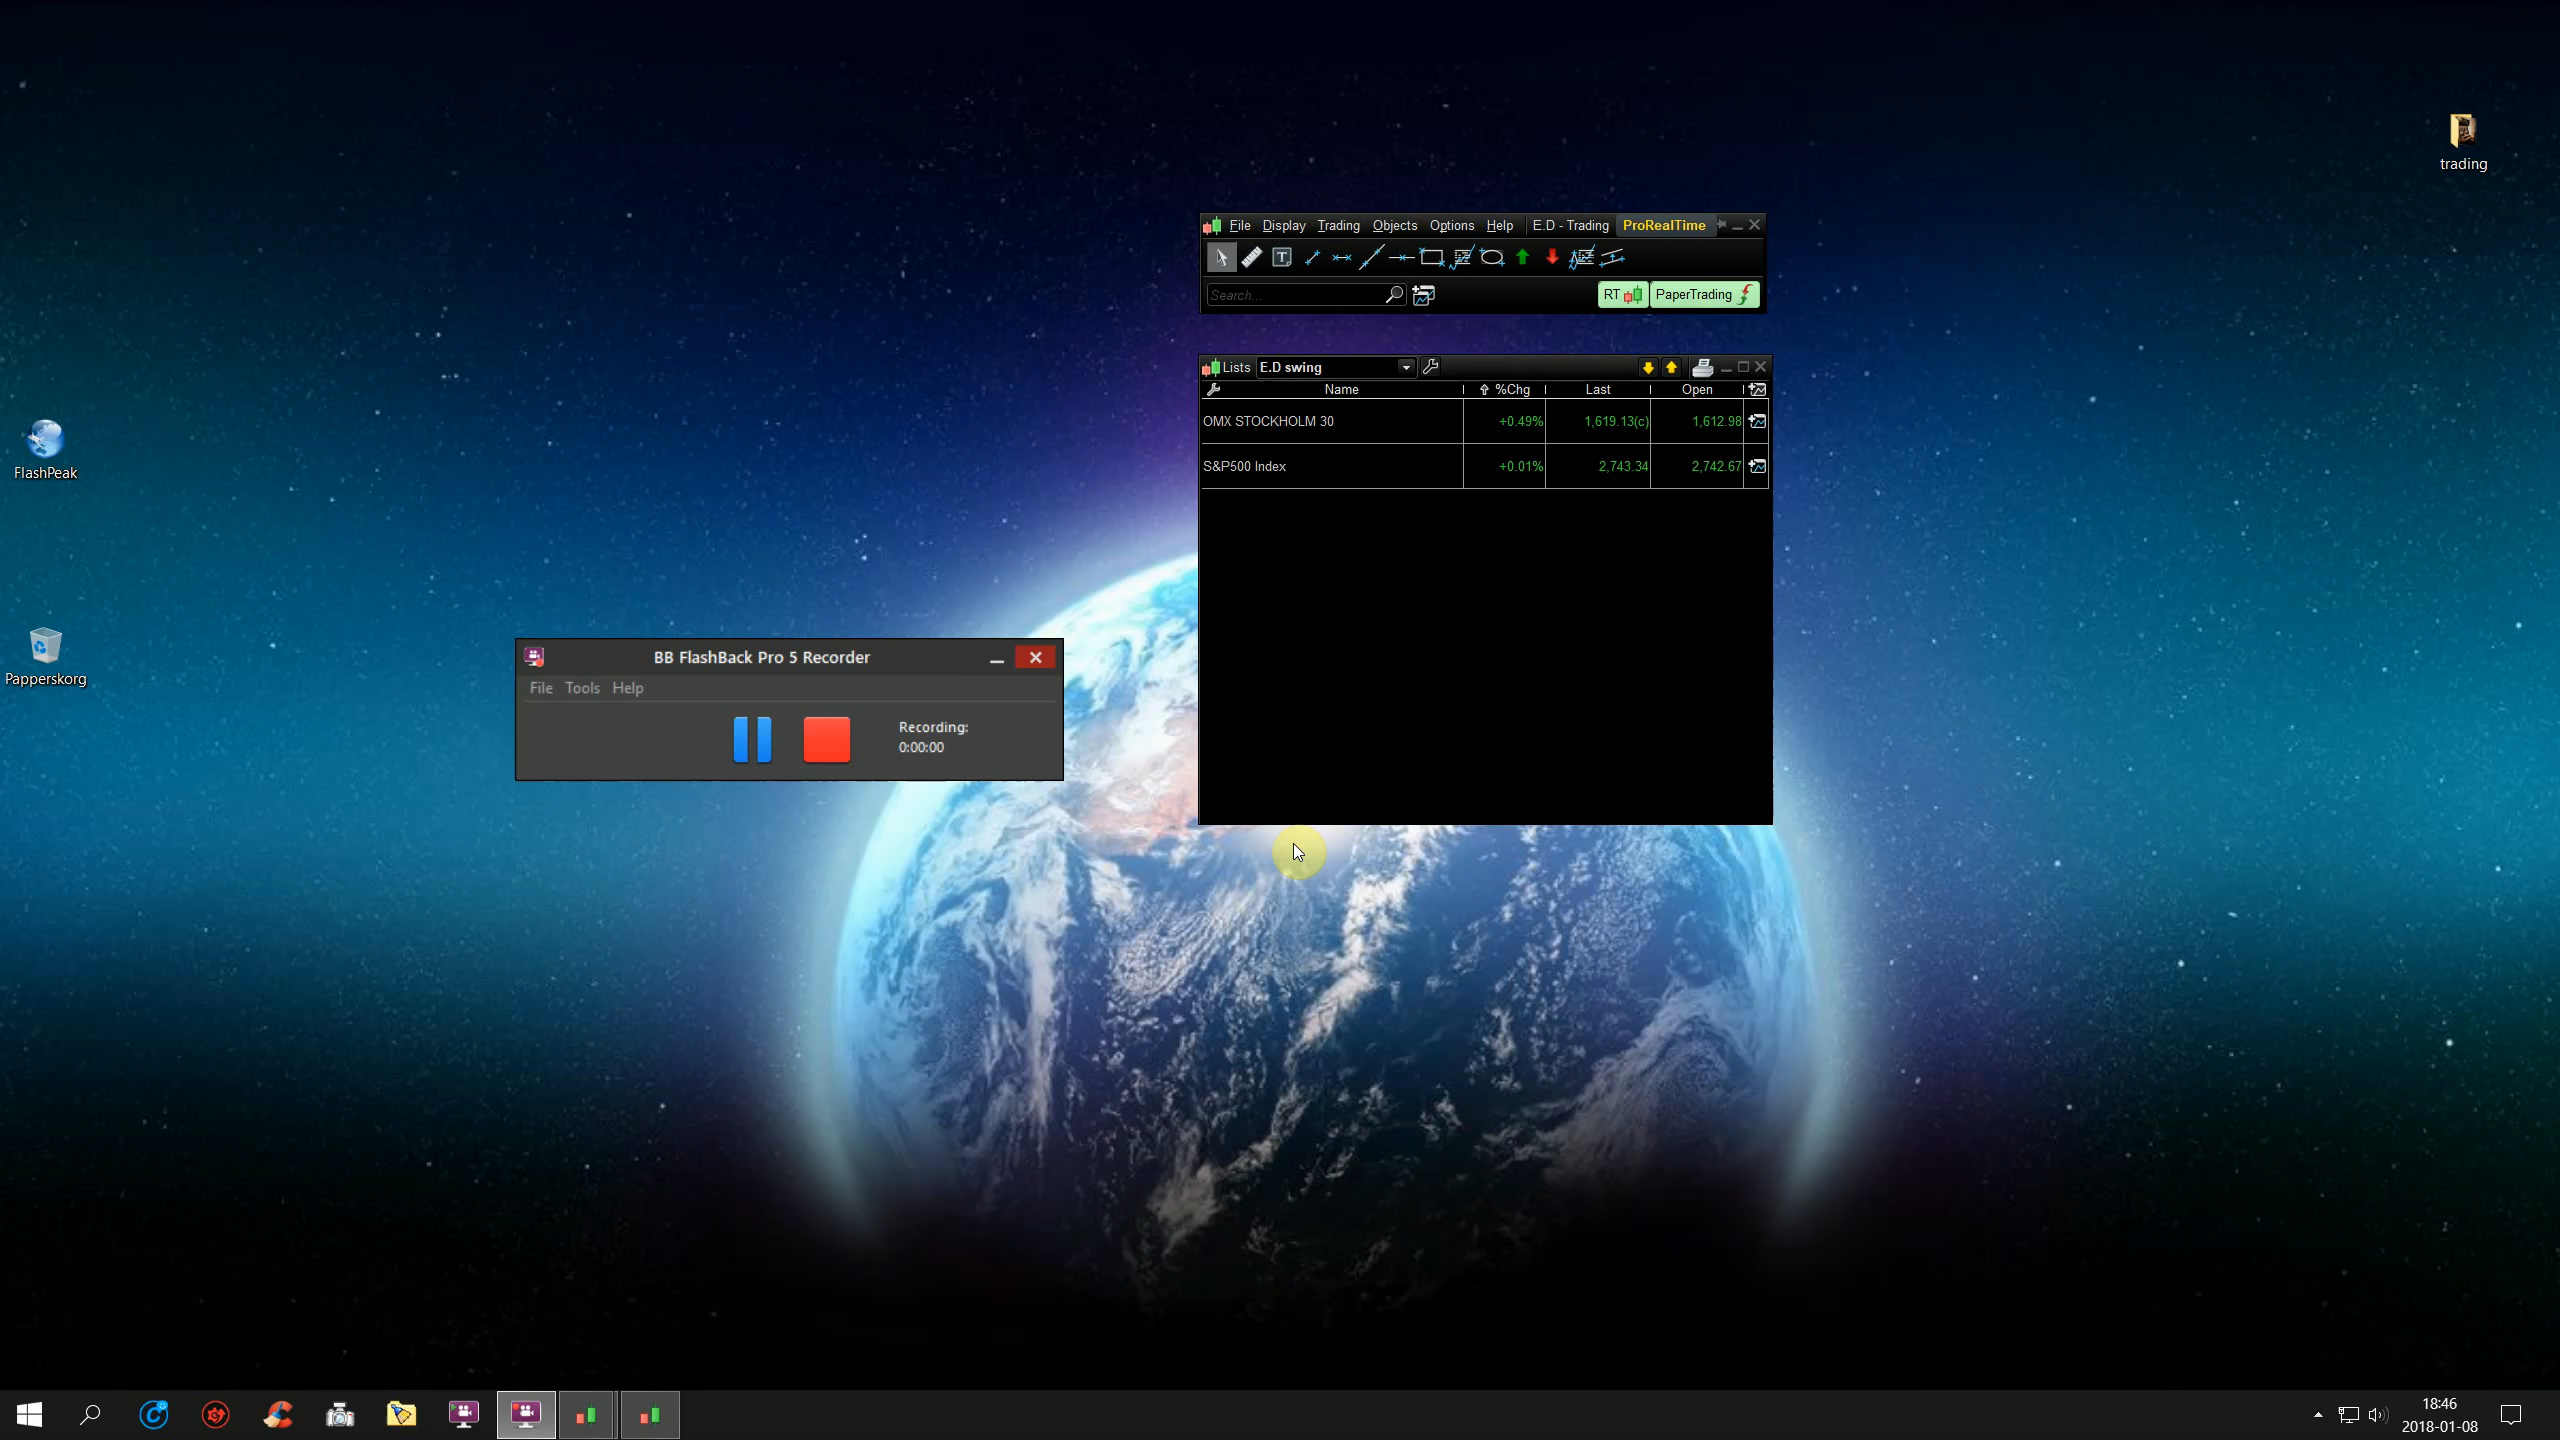 trading
File Display Trading Objects Options Help E.D - Trading ProRealTime
T
Search... RT PaperTrading
Lists E.D swing
Name %Chg Last Open
OMX STOCKHOLM 30 +0.49% 1,619.13(c) 1,612.98
S&P500 Index +0.01% 2,743.34 2,742.67
FlashPeak
BB FlashBack Pro 5 Recorder
File Tools Help
Recording:
0:00:00
Papperskorg
18:46
2018-01-08